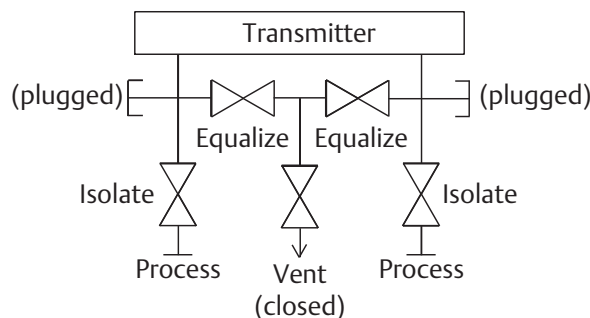 Transmitter
(plugged)
(plugged)
Equalize
Equalize
Isolate
Isolate
Process
Vent
(closed)
Process